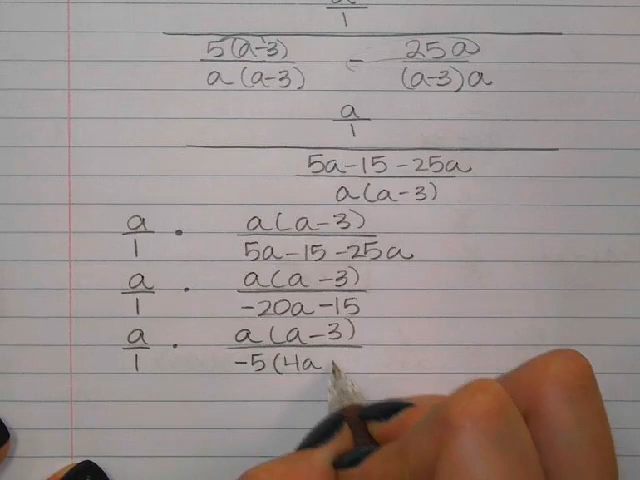 a/1
5(a-3)/a(a-3) - 25a/(a-3)a
a/1
5a-15-25a/a(a-3)
a/1 · a(a-3)/5a-15-25a
a/1 · a(a-3)/-20a-15
a/1 · a(a-3)/-5(4a